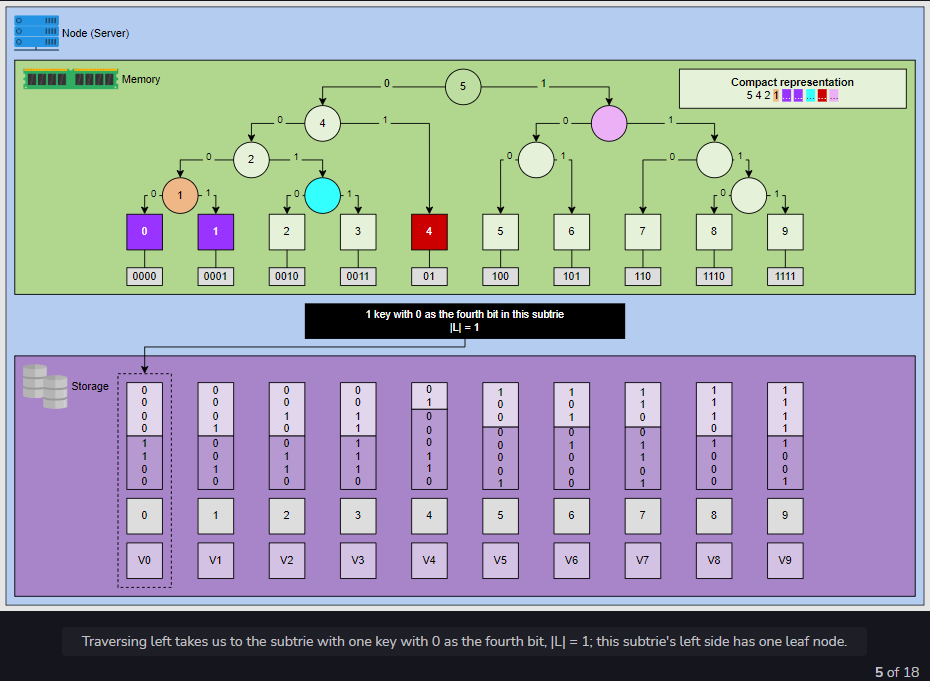 Node (Server)
Memory
Compact representation
5 4 2 1 ... ... ... ... ...
5
0 1
4
0 1 0 1
2
0 1 0 1 0 1
1
0 1 0 1 0 1
0 1 2 3 4 5 6 7 8 9
0000 0001 0010 0011 01 100 101 110 1110 1111
1 key with 0 as the fourth bit in this subtrie
|L| = 1
Storage
0 0 0 0 0 1 1 1 1 1
0 0 0 0 1 0 0 1 1 1
0 0 1 1 0 0 1 0 1 1
0 1 0 1 0 0 0 0 0 1
1 0 0 1 0 0 1 1 1 1
1 0 1 1 1 0 0 1 0 0
0 1 1 1 1 0 0 0 0 0
0 0 0 0 0 1 0 1 0 1
0 1 2 3 4 5 6 7 8 9
V0 V1 V2 V3 V4 V5 V6 V7 V8 V9
Traversing left takes us to the subtrie with one key with 0 as the fourth bit, |L| = 1; this subtrie's left side has one leaf node.
5 of 18